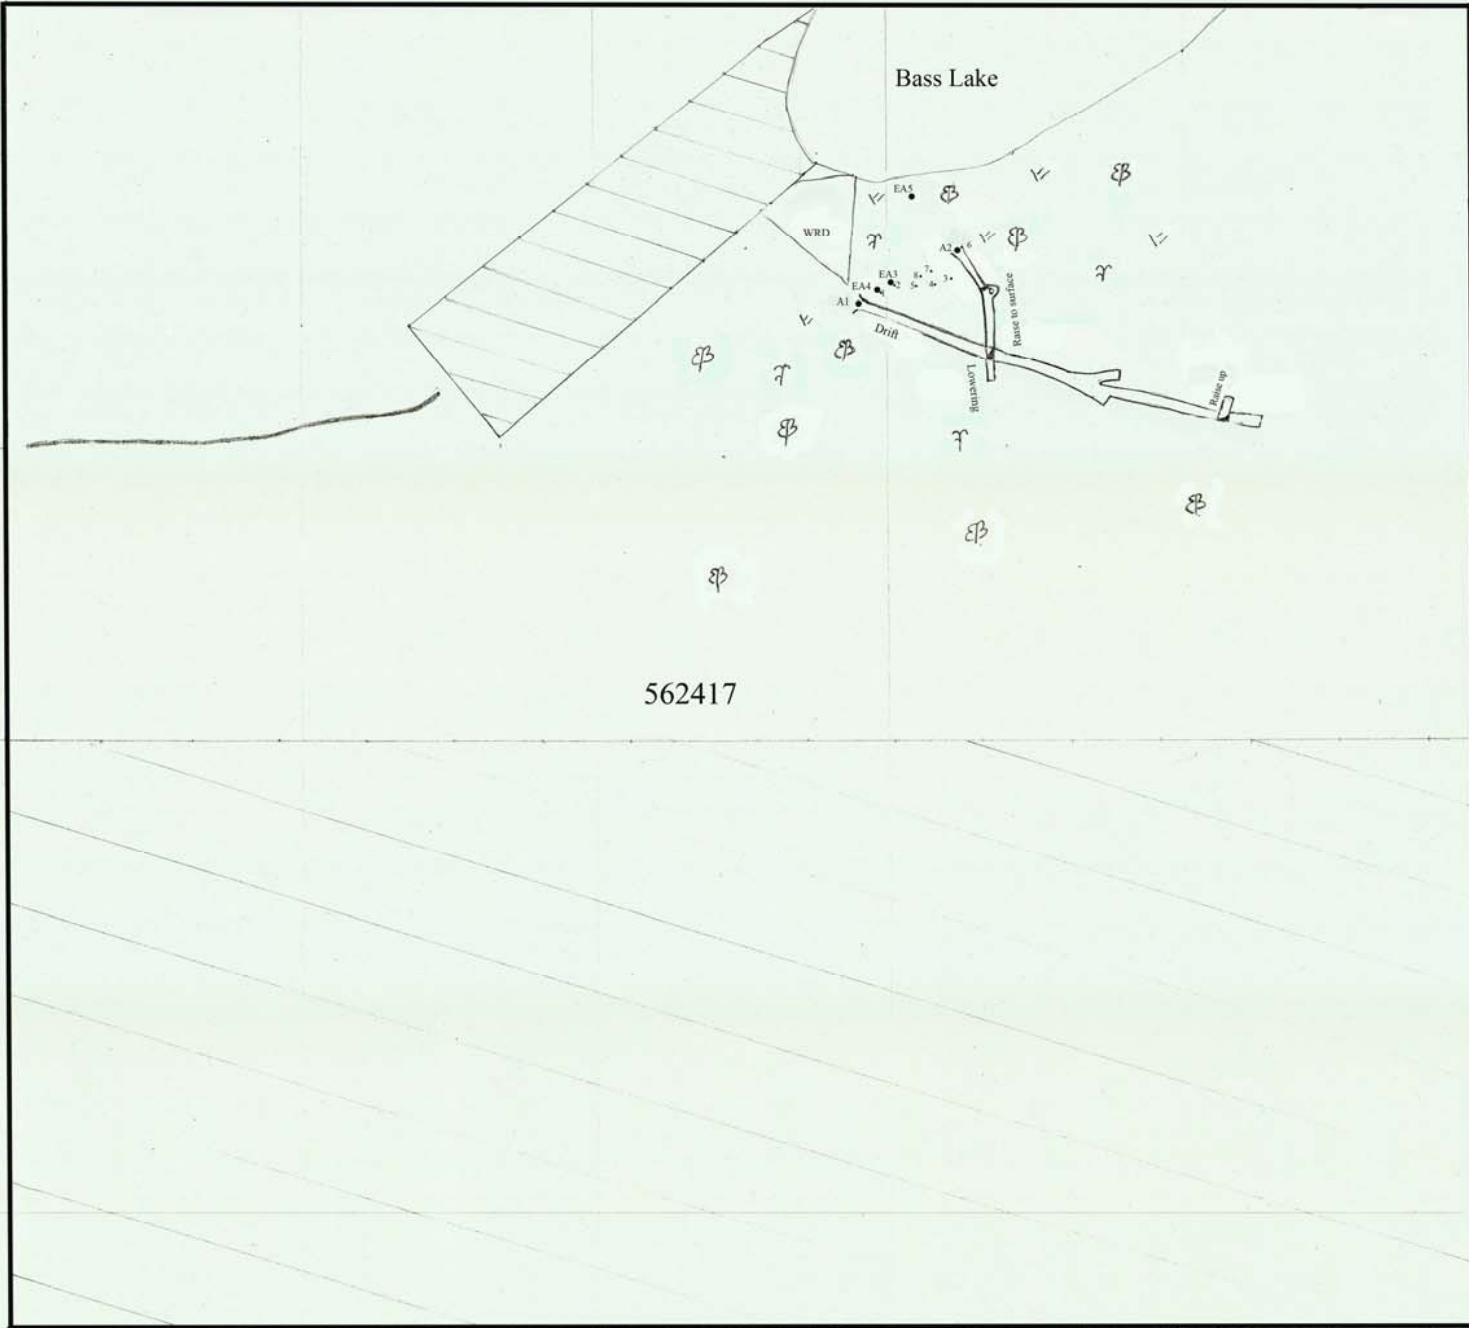 Bass Lake
EA5
WRD
A2
6
EA3
2
8
7
5
4
3
EA4
A1
Drift
Raise to surface
Lowering
Raise up
562417